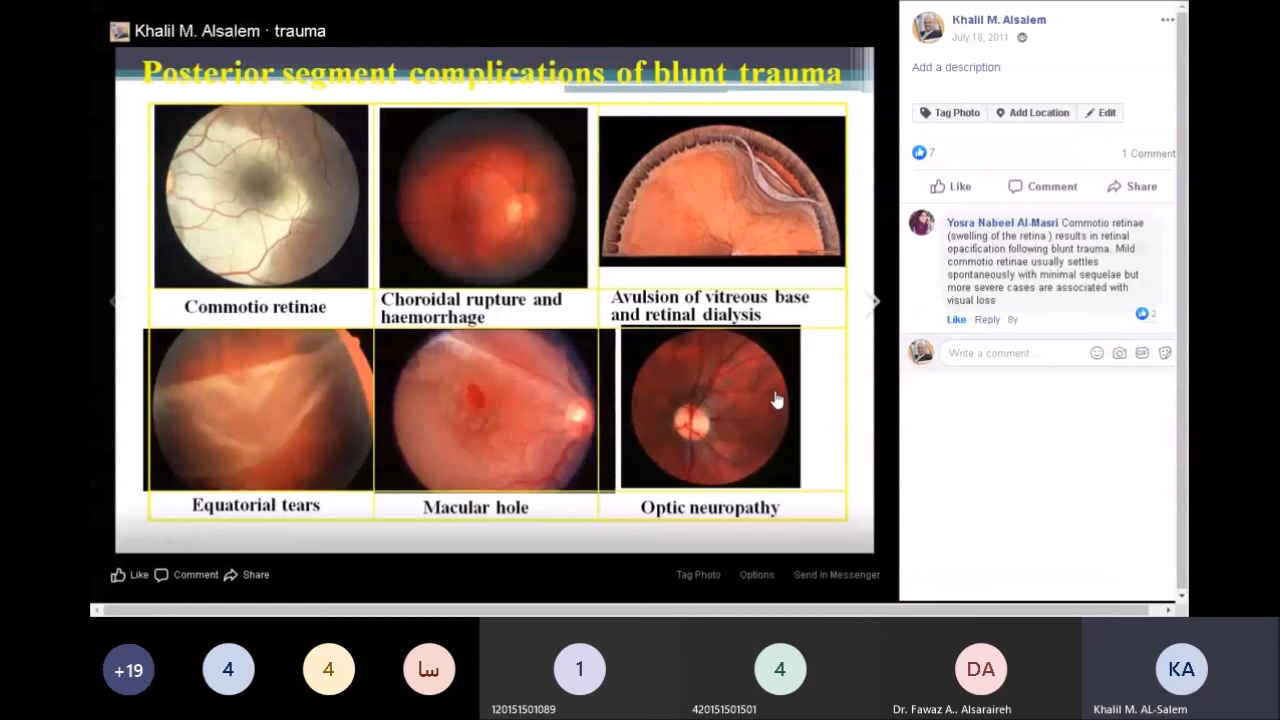 Khalil M. Alsalem · trauma
Posterior segment complications of blunt trauma
Commotio retinae
Choroidal rupture and
haemorrhage
Avulsion of vitreous base
and retinal dialysis
Equatorial tears
Macular hole
Optic neuropathy
Like Comment Share
Tag Photo Options Send in Messenger
Khalil M. Alsalem
July 18, 2011
Add a description
Tag Photo Add Location Edit
7
1 Comment
Like Comment Share
Yosra Nabeel Al-Masri Commotio retinae
(swelling of the retina ) results in retinal
opacification following blunt trauma. Mild
commotio retinae usually settles
spontaneously with minimal sequelae but
more severe cases are associated with
visual loss
Like Reply 8y
2
Write a comment...
GIF
+19
4
4
سا
1
4
DA
KA
120151501089
420151501501
Dr. Fawaz A.. Alsaraireh
Khalil M. AL-Salem